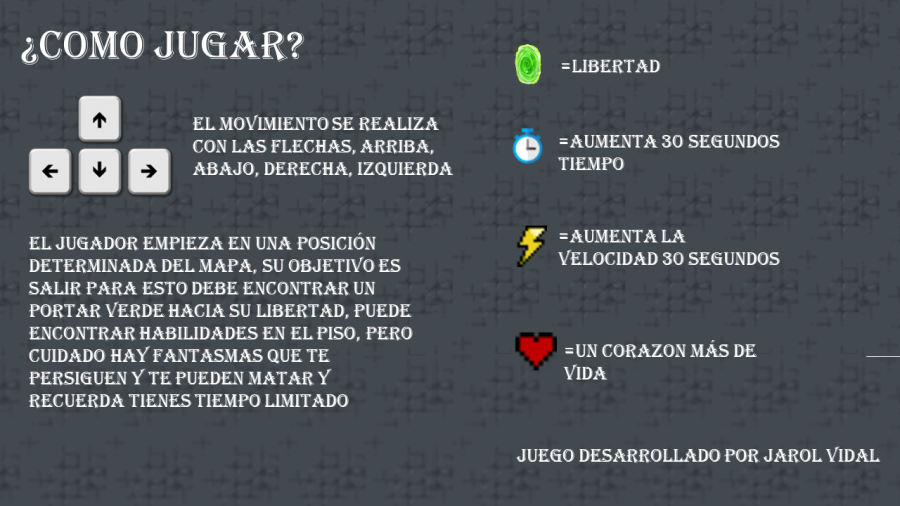 ¿COMO JUGAR?
EL MOVIMIENTO SE REALIZA
CON LAS FLECHAS, ARRIBA,
ABAJO, DERECHA, IZQUIERDA
EL JUGADOR EMPIEZA EN UNA POSICIÓN
DETERMINADA DEL MAPA, SU OBJETIVO ES
SALIR PARA ESTO DEBE ENCONTRAR UN
PORTAR VERDE HACIA SU LIBERTAD, PUEDE
ENCONTRAR HABILIDADES EN EL PISO, PERO
CUIDADO HAY FANTASMAS QUE TE
PERSIGUEN Y TE PUEDEN MATAR Y
RECUERDA TIENES TIEMPO LIMITADO
=LIBERTAD
=AUMENTA 30 SEGUNDOS
TIEMPO
=AUMENTA LA
VELOCIDAD 30 SEGUNDOS
=UN CORAZON MÁS DE
VIDA
JUEGO DESARROLLADO POR JAROL VIDAL